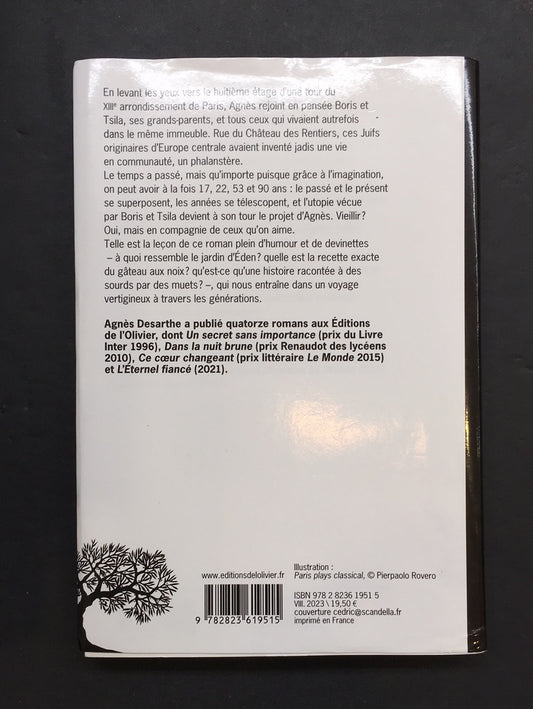 En levant les yeux vers le huitième étage d'une tour du
XIIIe arrondissement de Paris, Agnès rejoint en pensée Boris et
Tsila, ses grands-parents, et tous ceux qui vivaient autrefois
dans le même immeuble. Rue du Château des Rentiers, ces Juifs
originaires d'Europe centrale avaient inventé jadis une vie
en communauté, un phalanstère.
Le temps a passé, mais qu'importe puisque grâce à l'imagination,
on peut avoir à la fois 17, 22, 53 et 90 ans : le passé et le présent
se superposent, les années se télescopent, et l'utopie vécue
par Boris et Tsila devient à son tour le projet d'Agnès. Vieillir ?
Oui, mais en compagnie de ceux qu'on aime.
Telle est la leçon de ce roman plein d'humour et de devinettes
– à quoi ressemble le jardin d'Éden ? quelle est la recette exacte
du gâteau aux noix ? qu'est-ce qu'une histoire racontée à des
sourds par des muets ? –, qui nous entraîne dans un voyage
vertigineux à travers les générations.
Agnès Desarthe a publié quatorze romans aux Éditions
de l'Olivier, dont Un secret sans importance (prix du Livre
Inter 1996), Dans la nuit brune (prix Renaudot des lycéens
2010), Ce cœur changeant (prix littéraire Le Monde 2015)
et L'Éternel fiancé (2021).
www.editionsdelolivier.fr
9 782823 619515
Illustration :
Paris plays classical, © Pierpaolo Rovero
ISBN 978 2 8236 1951 5
VIII. 2023 \ 19,50 €
couverture cedric@scandella.fr
imprimé en France